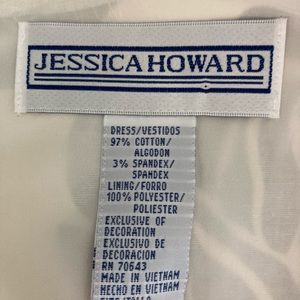 JESSICA HOWARD
DRESS/VESTIDOS
97% COTTON/
ALGODON
3% SPANDEX/
SPANDEX
LINING/FORRO
100% POLYESTER/
POLIESTER
EXCLUSIVE OF
DECORATION
EXCLUSIVO DE
DECORACION
RN 70643
MADE IN VIETNAM
HECHO EN VIETNAM